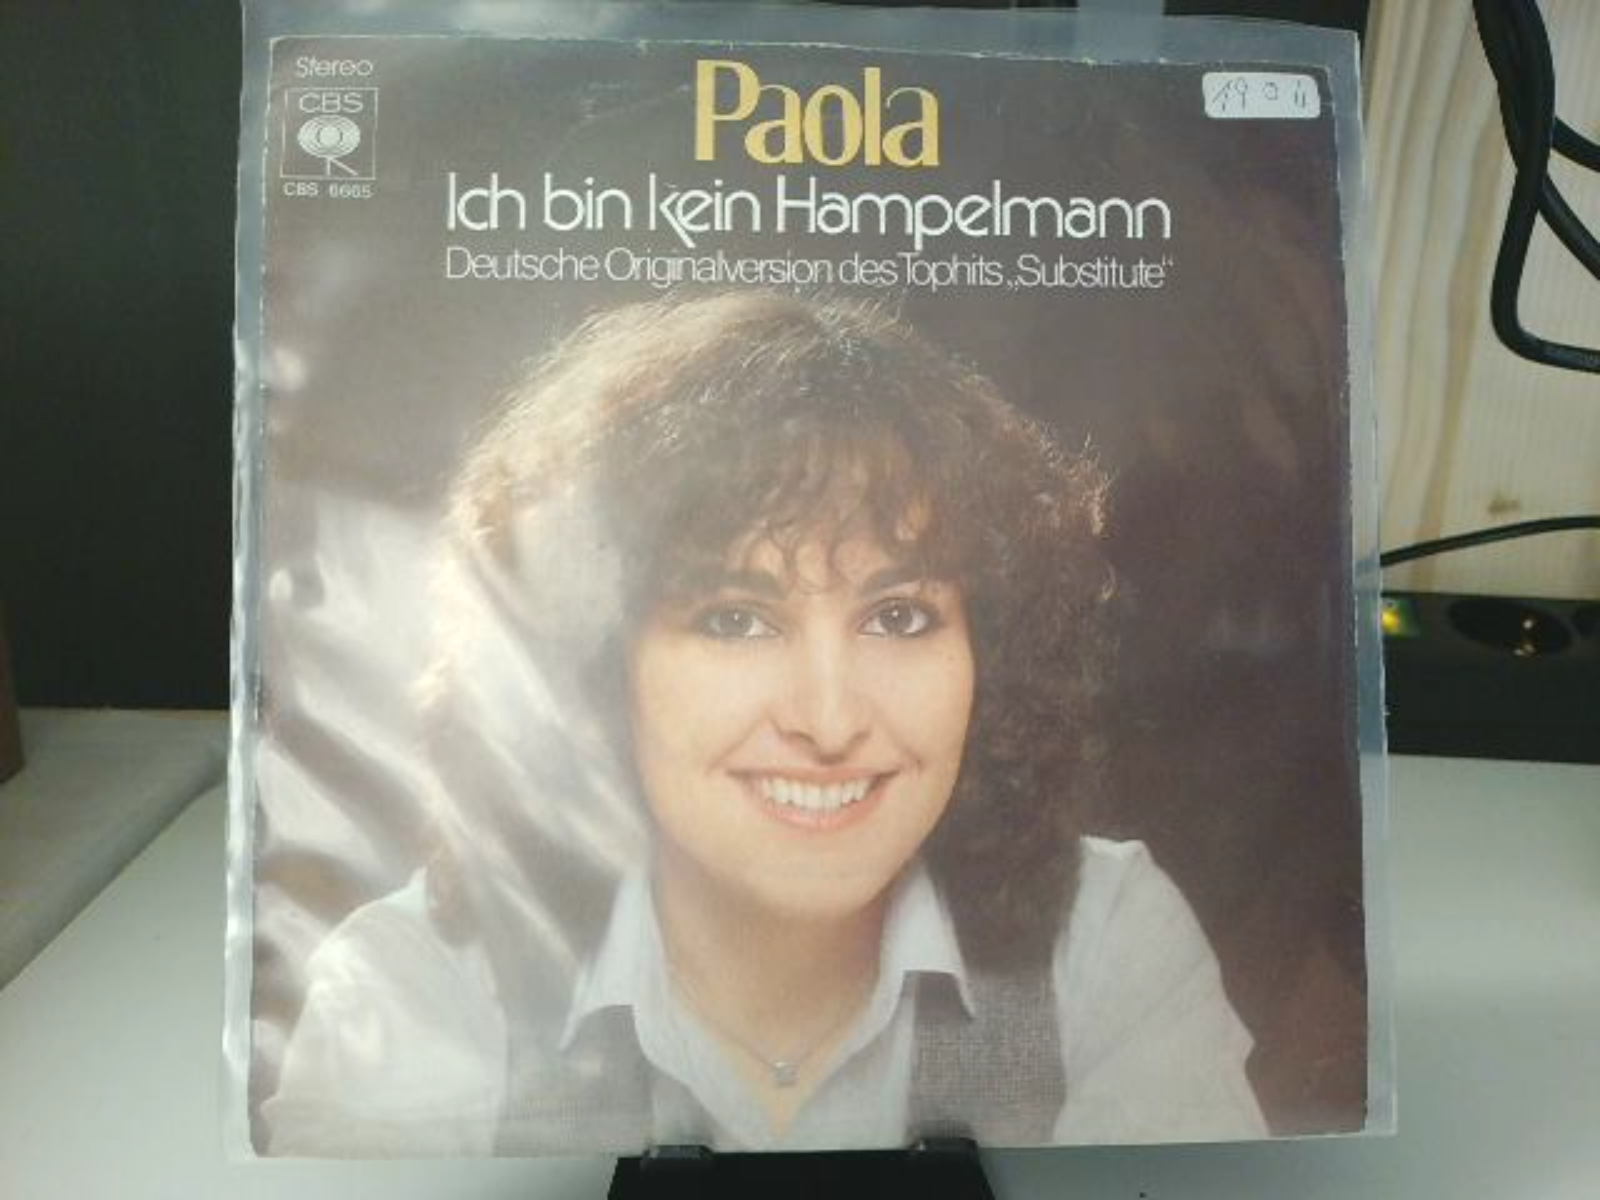 Stereo
CBS
CBS 6665
Paola
Ich bin kein Hampelmann
Deutsche Originalversion des Tophits „Substitute“